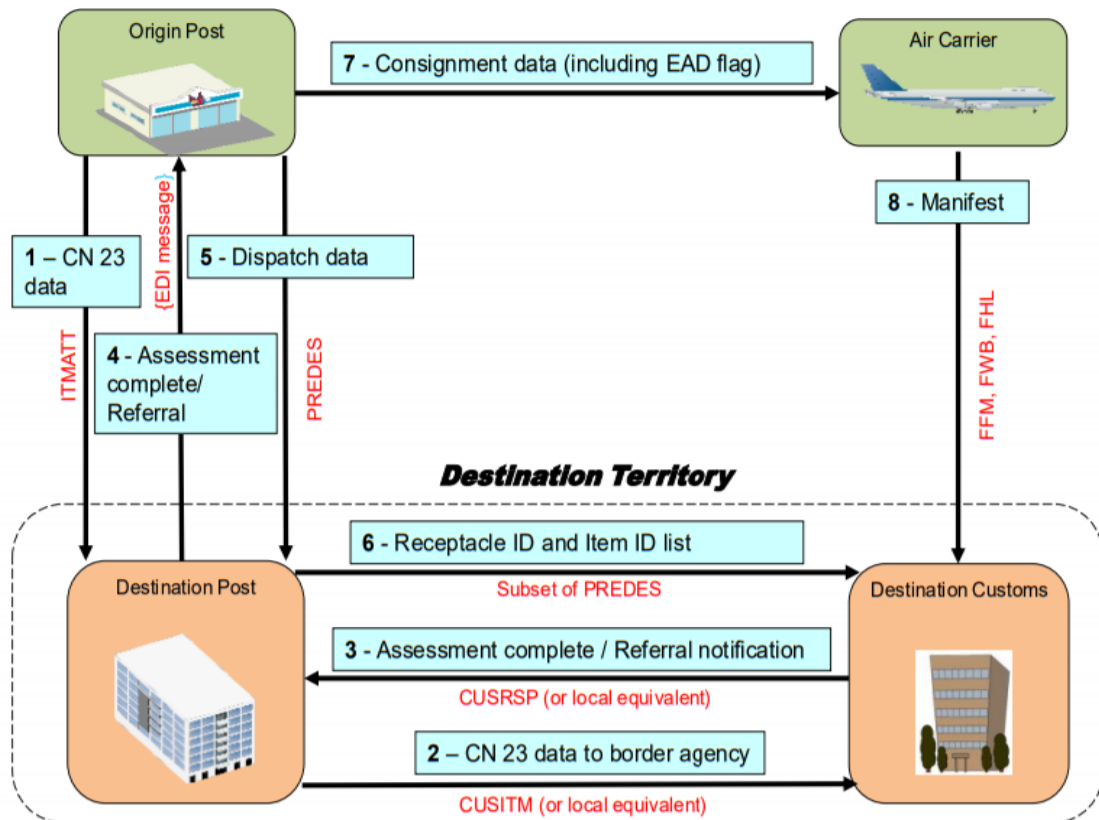 Origin Post
Air Carrier
7 - Consignment data (including EAD flag)
8 - Manifest
1 – CN 23
data
{EDI message}
5 - Dispatch data
4 - Assessment
complete/
Referral
ITMATT
PREDES
FFM, FWB, FHL
Destination Territory
6 - Receptacle ID and Item ID list
Subset of PREDES
Destination Post
Destination Customs
3 - Assessment complete / Referral notification
CUSRSP (or local equivalent)
2 – CN 23 data to border agency
CUSITM (or local equivalent)